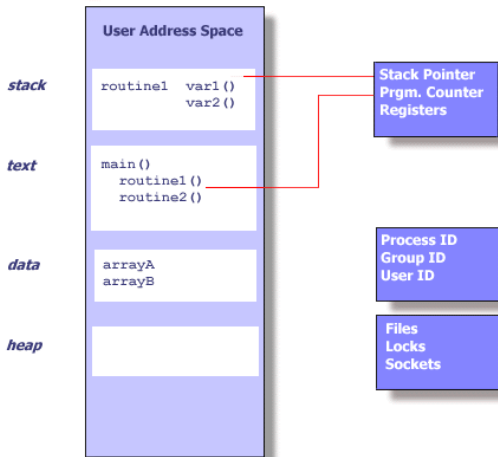 User Address Space
stack
routine1 var1()
var2()
Stack Pointer
Prgm. Counter
Registers
text
main()
routine1()
routine2()
data
arrayA
arrayB
Process ID
Group ID
User ID
heap
Files
Locks
Sockets